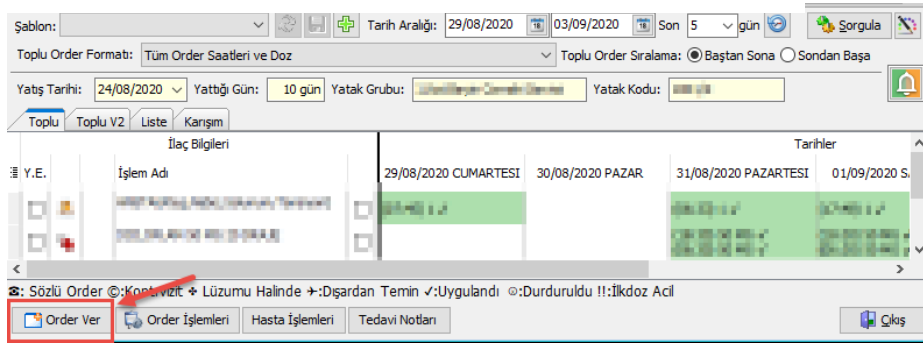 Şablon: Tarih Aralığı: 29/08/2020 03/09/2020 Son 5 gün Sorgula
Toplu Order Formatı: Tüm Order Saatleri ve Doz Toplu Order Sıralama: Baştan Sona Sondan Başa
Yatış Tarihi: 24/08/2020 Yattığı Gün: 10 gün Yatak Grubu: Yatak Kodu:
Toplu Toplu V2 Liste Karışım
İlaç Bilgileri Tarihler
Y.E. İşlem Adı 29/08/2020 CUMARTESİ 30/08/2020 PAZAR 31/08/2020 PAZARTESİ 01/09/2020
☎: Sözlü Order ©:Kontrvizit ✤ Lüzumu Halinde +:Dışardan Temin ✓:Uygulandı ⊙:Durduruldu !!:İlkdoz Acil
Order Ver Order İşlemleri Hasta İşlemleri Tedavi Notları Çıkış